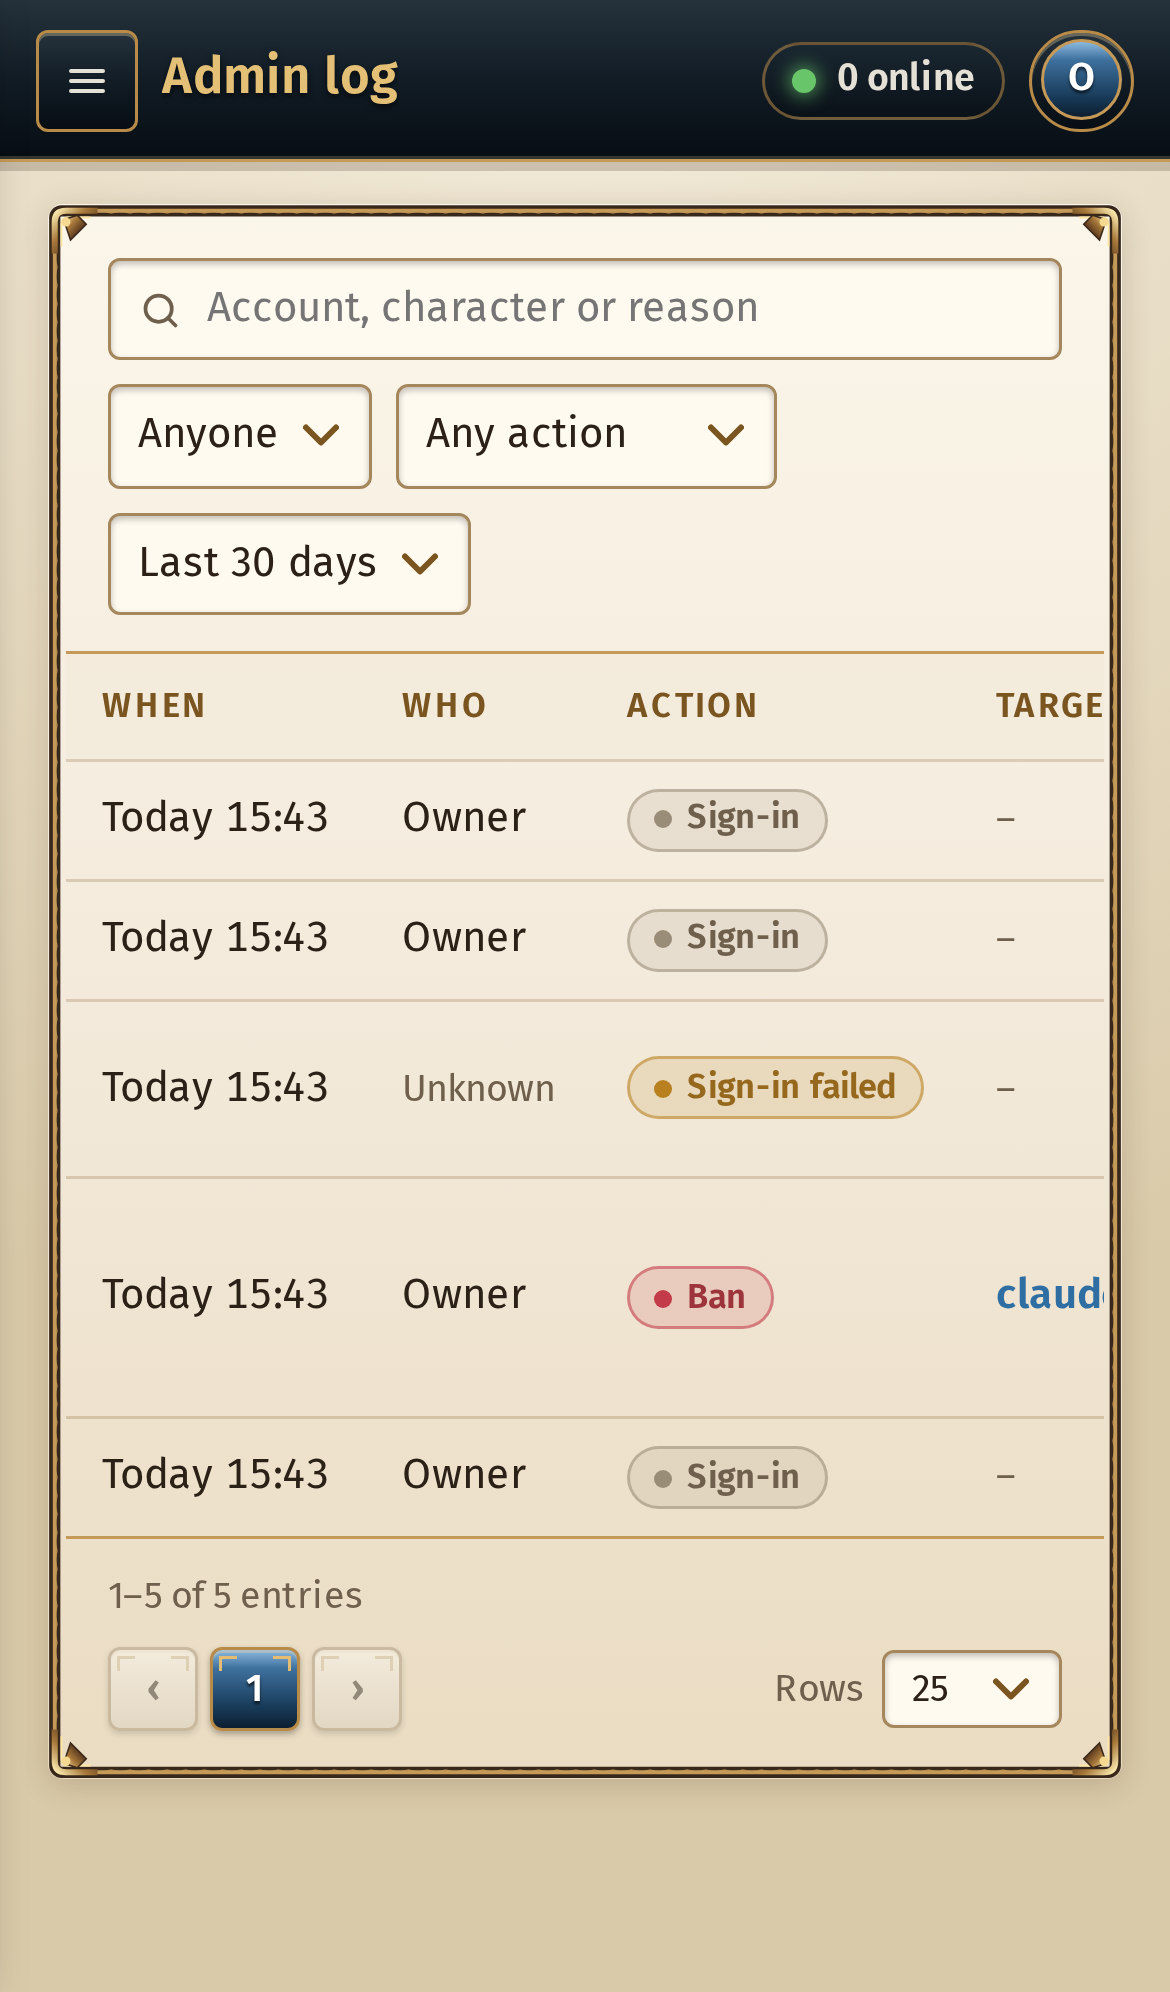 Admin log
0 online
O
Account, character or reason
Anyone
Any action
Last 30 days
WHEN WHO ACTION TARGE
Today 15:43 Owner Sign-in –
Today 15:43 Owner Sign-in –
Today 15:43 Unknown Sign-in failed –
Today 15:43 Owner Ban claud
Today 15:43 Owner Sign-in –
1–5 of 5 entries
‹ 1 › Rows 25